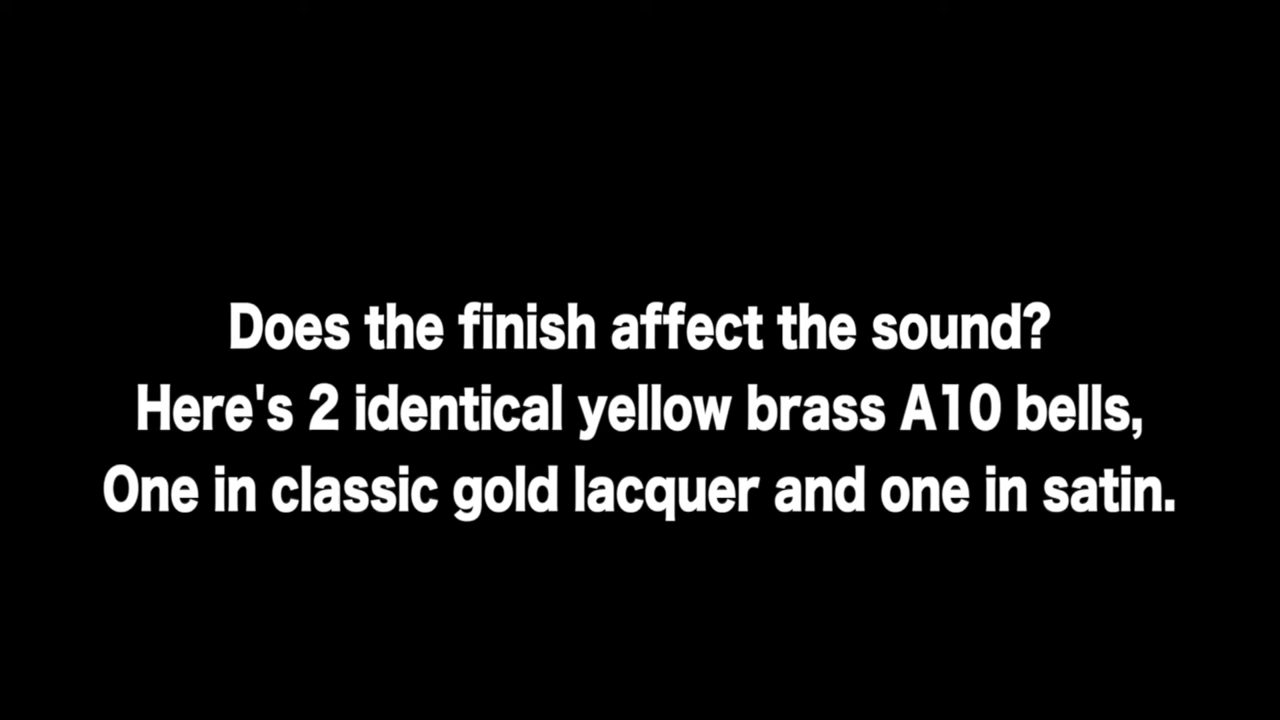 Does the finish affect the sound?
Here's 2 identical yellow brass A10 bells,
One in classic gold lacquer and one in satin.